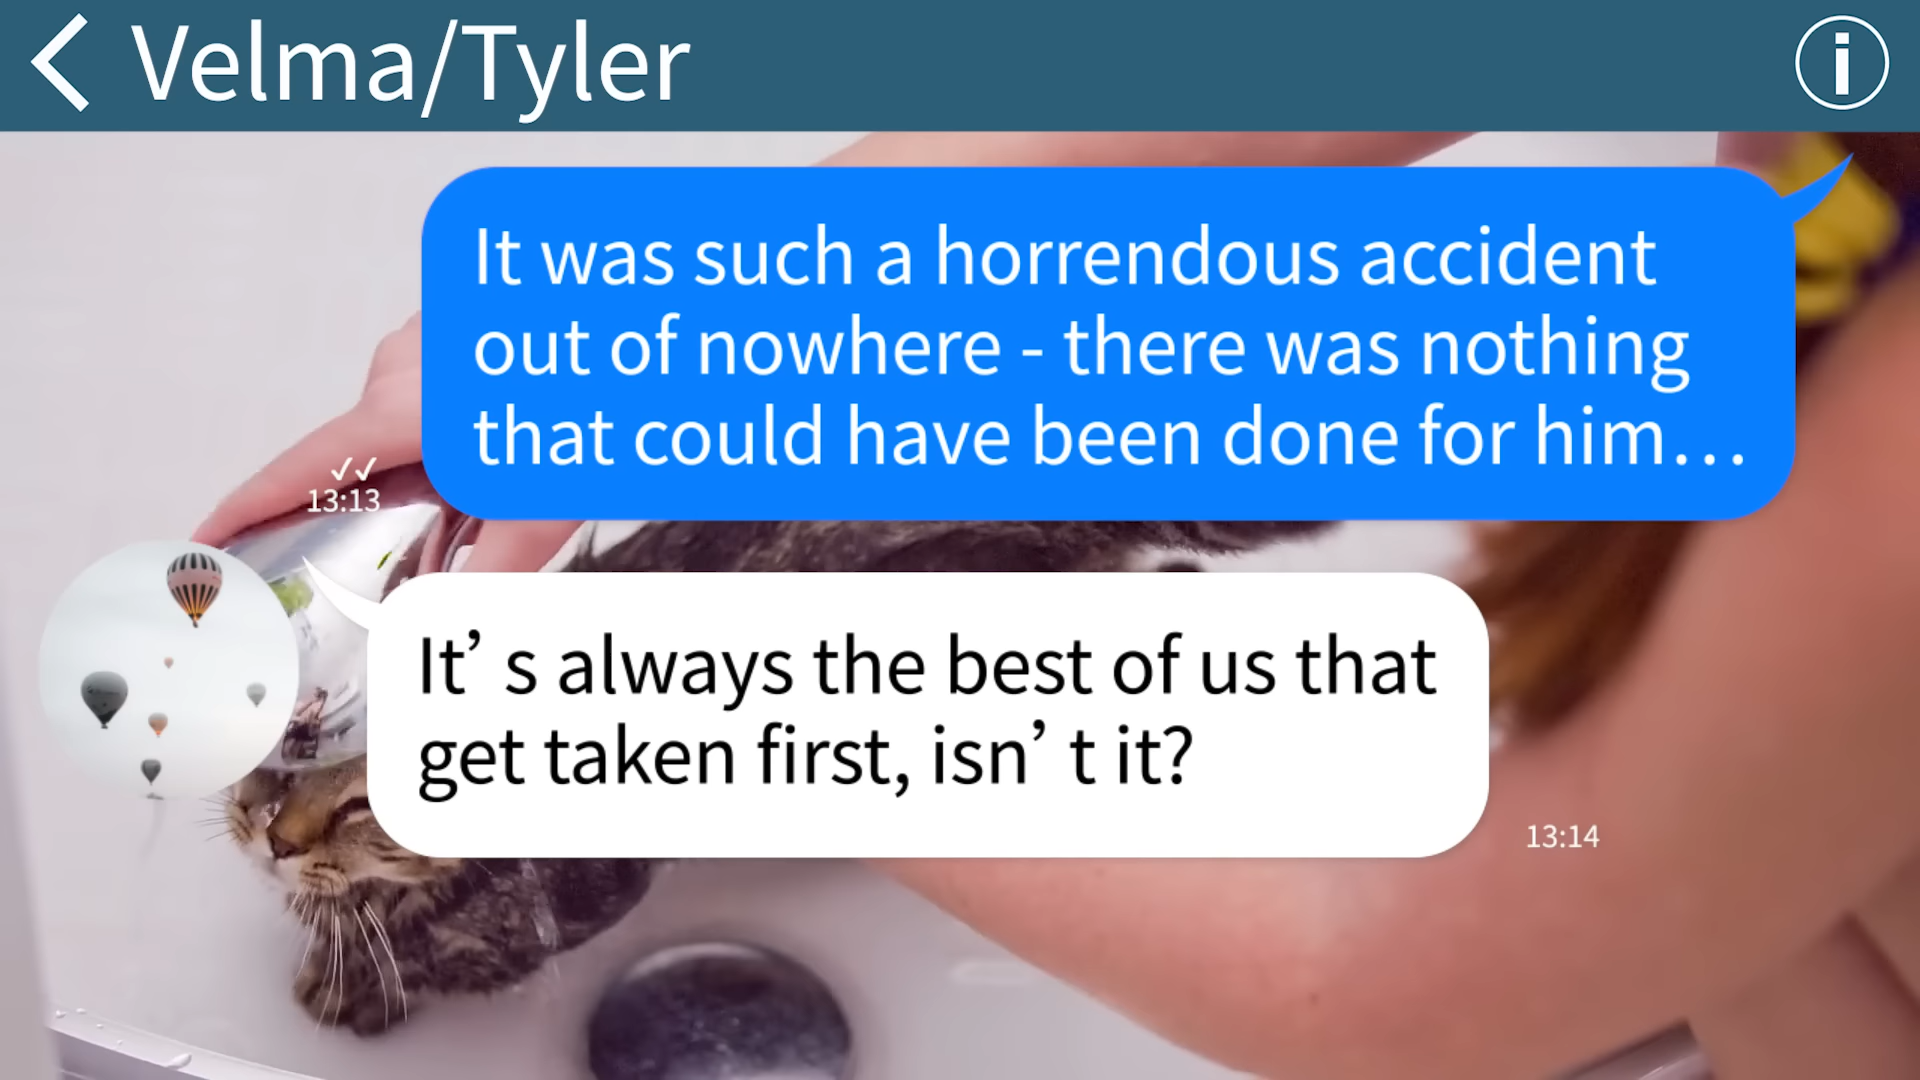 Velma/Tyler
It was such a horrendous accident
out of nowhere - there was nothing
that could have been done for him…
13:13
It’s always the best of us that
get taken first, isn’t it?
13:14